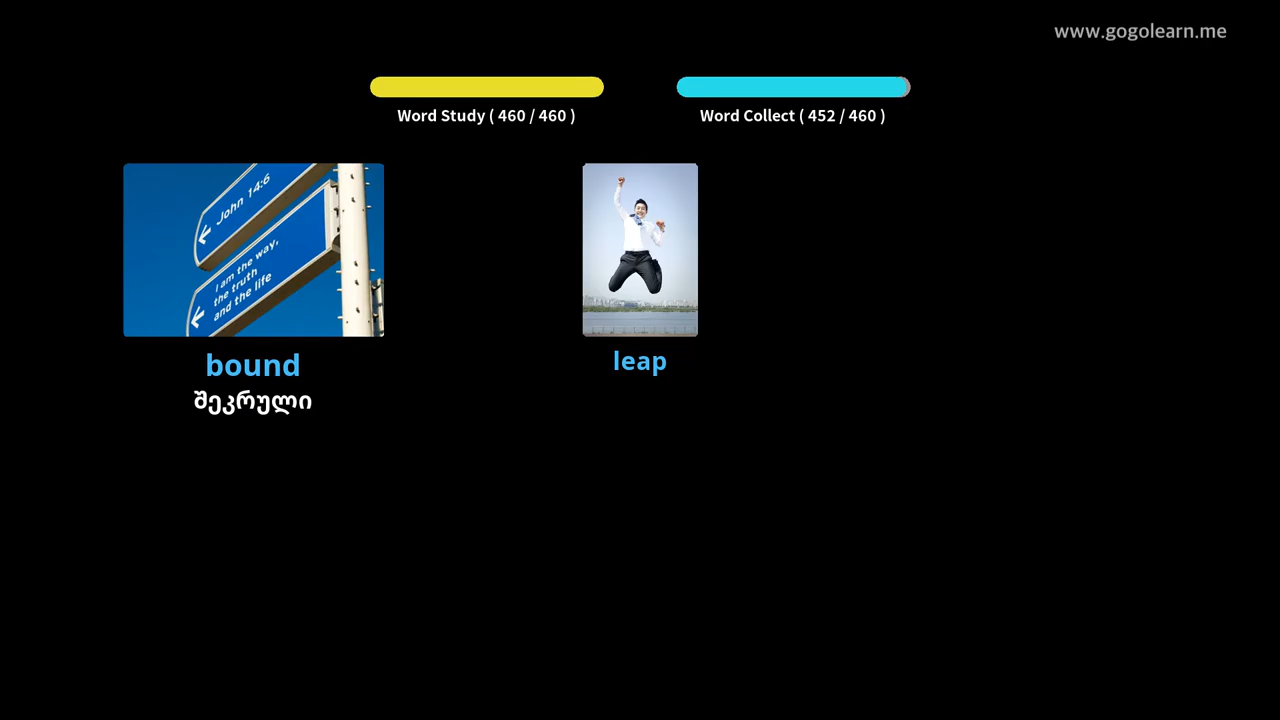 www.gogolearn.me
Word Study ( 460 / 460 )
Word Collect ( 452 / 460 )
John 14:6
I am the way,
the truth
and the life
bound
შეკრული
leap